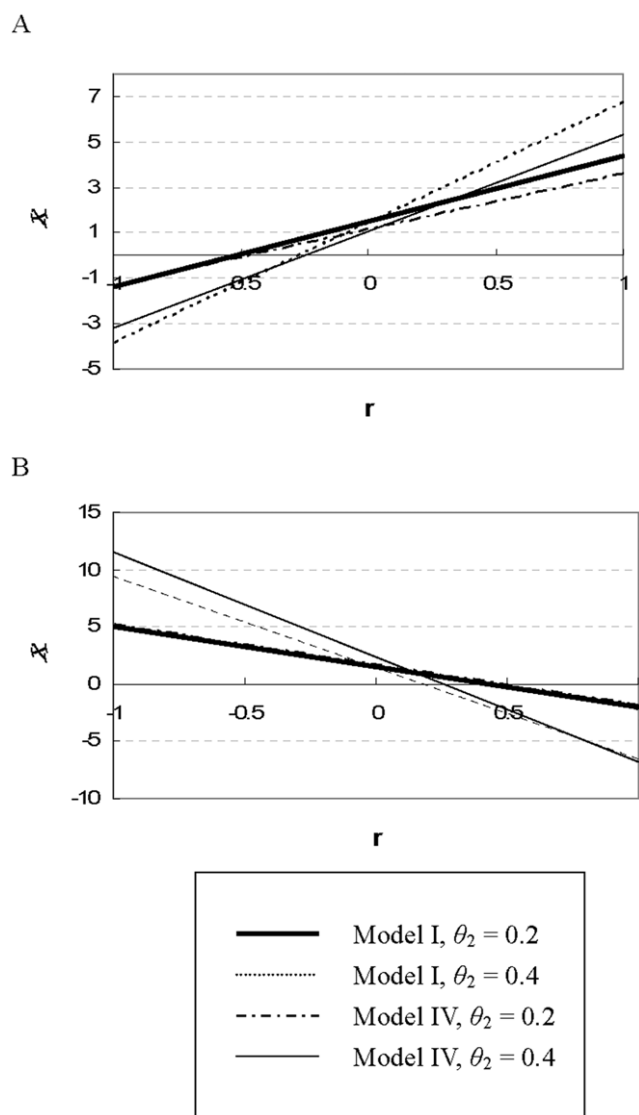 A
7
5
3
1
-1
-3
-5
-1 -0.5 0 0.5 1
x
r
B
15
10
5
0
-5
-10
-1 -0.5 0 0.5
x
r
Model I, θ₂ = 0.2
Model I, θ₂ = 0.4
Model IV, θ₂ = 0.2
Model IV, θ₂ = 0.4